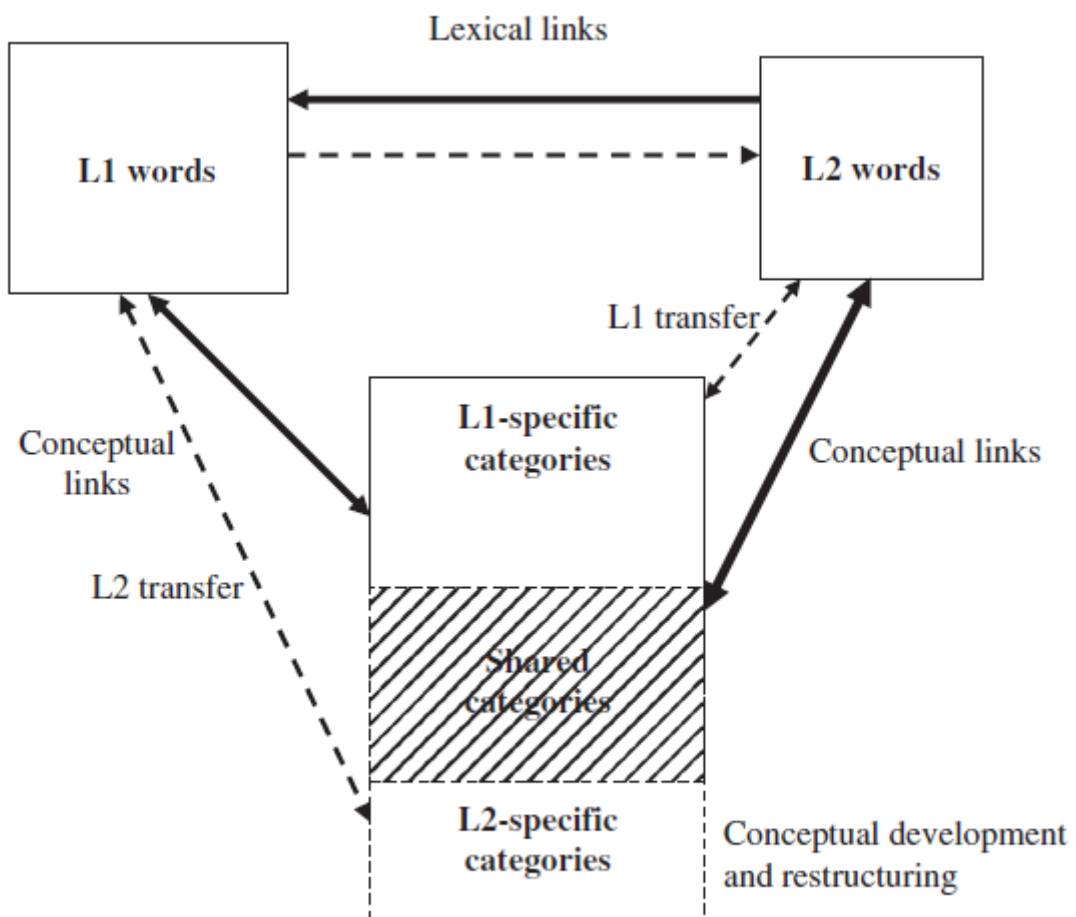 Lexical links
L1 words
L2 words
L1 transfer
L1-specific
categories
Conceptual
links
Conceptual links
L2 transfer
Shared
categories
L2-specific
categories
Conceptual development
and restructuring